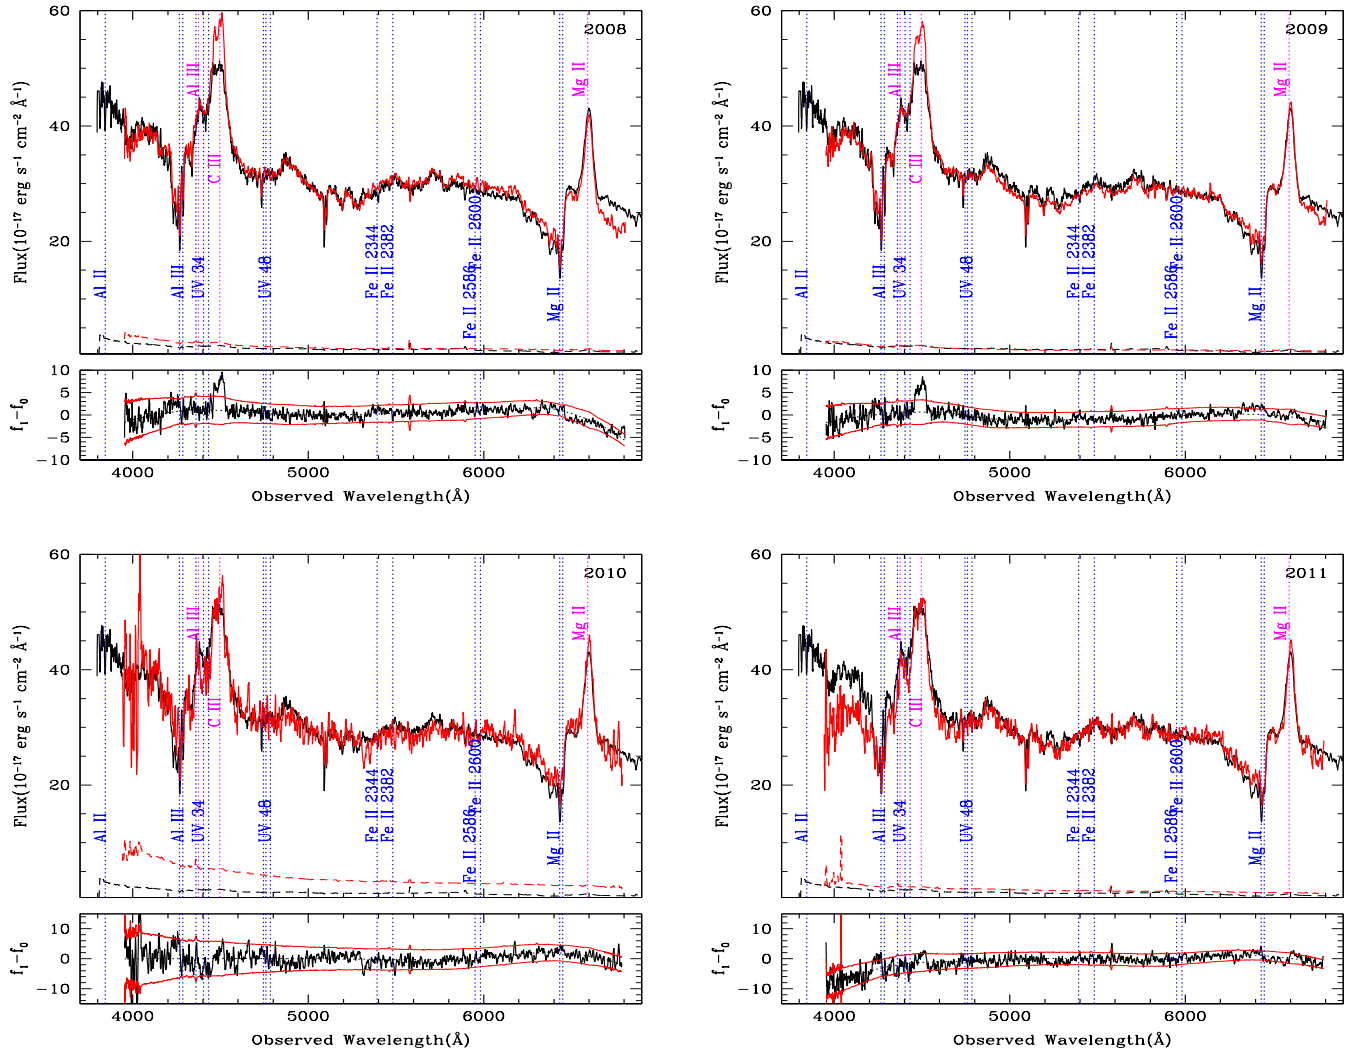 60
40
20
Flux(10⁻¹⁷ erg s⁻¹ cm⁻² Å⁻¹)
2008
Al II
Al III
UV 34
Al III
C III
UV 48
Fe II 2344
Fe II 2382
Fe II 2586
Fe II 2600
Mg II
Mg II
10
5
0
−5
−10
f₁−f₀
4000 5000 6000
Observed Wavelength(Å)
60
40
20
Flux(10⁻¹⁷ erg s⁻¹ cm⁻² Å⁻¹)
2009
Al II
Al III
UV 34
Al III
C III
UV 48
Fe II 2344
Fe II 2382
Fe II 2586
Fe II 2600
Mg II
Mg II
10
5
0
−5
−10
f₁−f₀
4000 5000 6000
Observed Wavelength(Å)
60
40
20
Flux(10⁻¹⁷ erg s⁻¹ cm⁻² Å⁻¹)
2010
Al II
Al III
UV 34
Al III
C III
UV 48
Fe II 2344
Fe II 2382
Fe II 2586
Fe II 2600
Mg II
Mg II
10
0
−10
f₁−f₀
4000 5000 6000
Observed Wavelength(Å)
60
40
20
Flux(10⁻¹⁷ erg s⁻¹ cm⁻² Å⁻¹)
2011
Al II
Al III
UV 34
Al III
C III
UV 48
Fe II 2344
Fe II 2382
Fe II 2586
Fe II 2600
Mg II
Mg II
10
0
−10
f₁−f₀
4000 5000 6000
Observed Wavelength(Å)